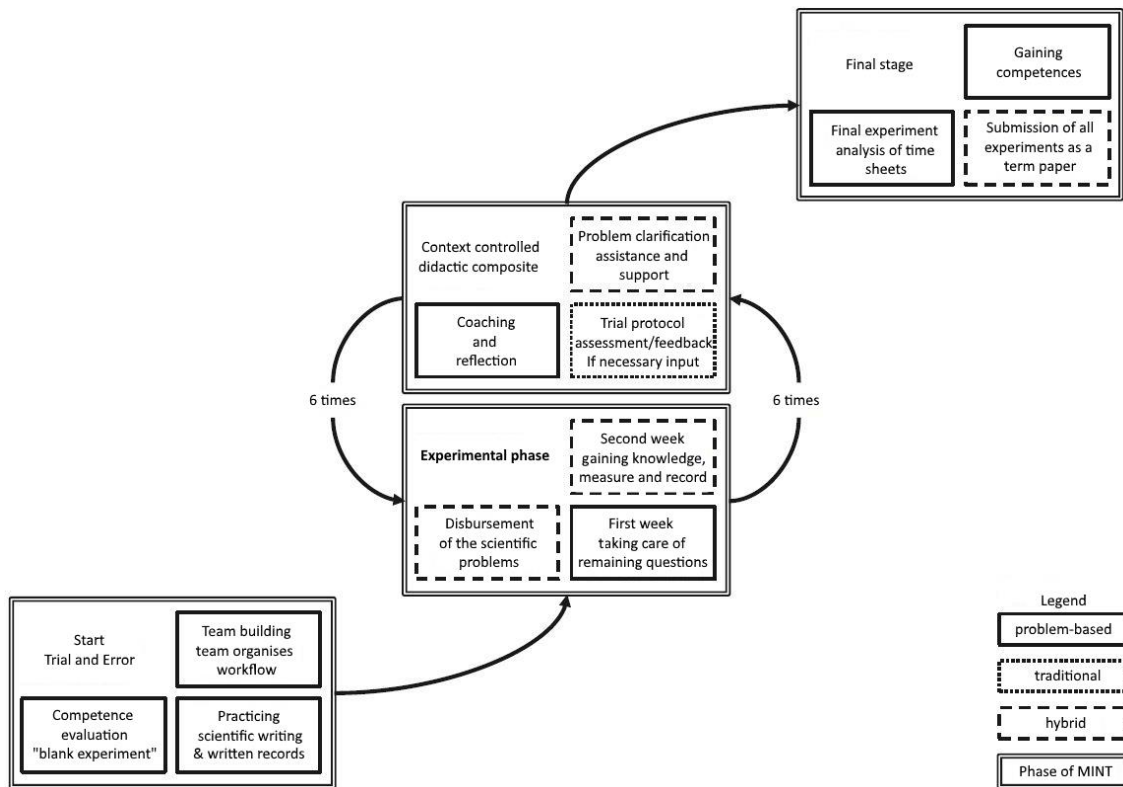 Final stage
Gaining
competences
Final experiment
analysis of time
sheets
Submission of all
experiments as a
term paper
Context controlled
didactic composite
Problem clarification
assistance and
support
Coaching
and
reflection
Trial protocol
assessment/feedback
If necessary input
6 times
6 times
Experimental phase
Second week
gaining knowledge,
measure and record
Disbursement
of the scientific
problems
First week
taking care of
remaining questions
Start
Trial and Error
Team building
team organises
workflow
Competence
evaluation
"blank experiment"
Practicing
scientific writing
& written records
Legend
problem-based
traditional
hybrid
Phase of MINT